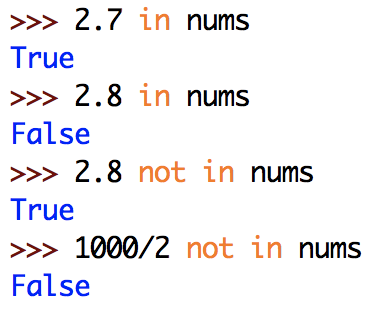 >>> 2.7 in nums
True
>>> 2.8 in nums
False
>>> 2.8 not in nums
True
>>> 1000/2 not in nums
False